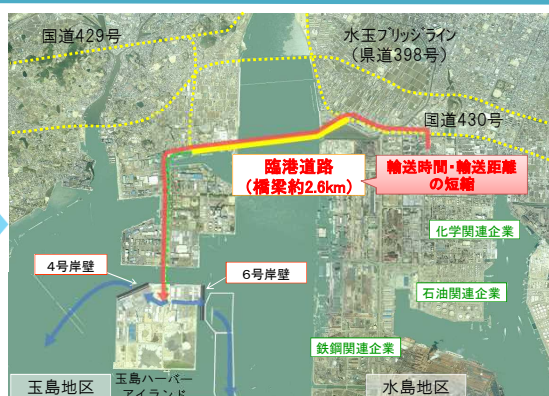 国道429号
水玉ブリッジライン
(県道398号)
国道430号
臨港道路
(橋梁約2.6km)
輸送時間・輸送距離
の短縮
化学関連企業
4号岸壁
6号岸壁
石油関連企業
鉄鋼関連企業
玉島地区
玉島ハーバー
アイランド
水島地区